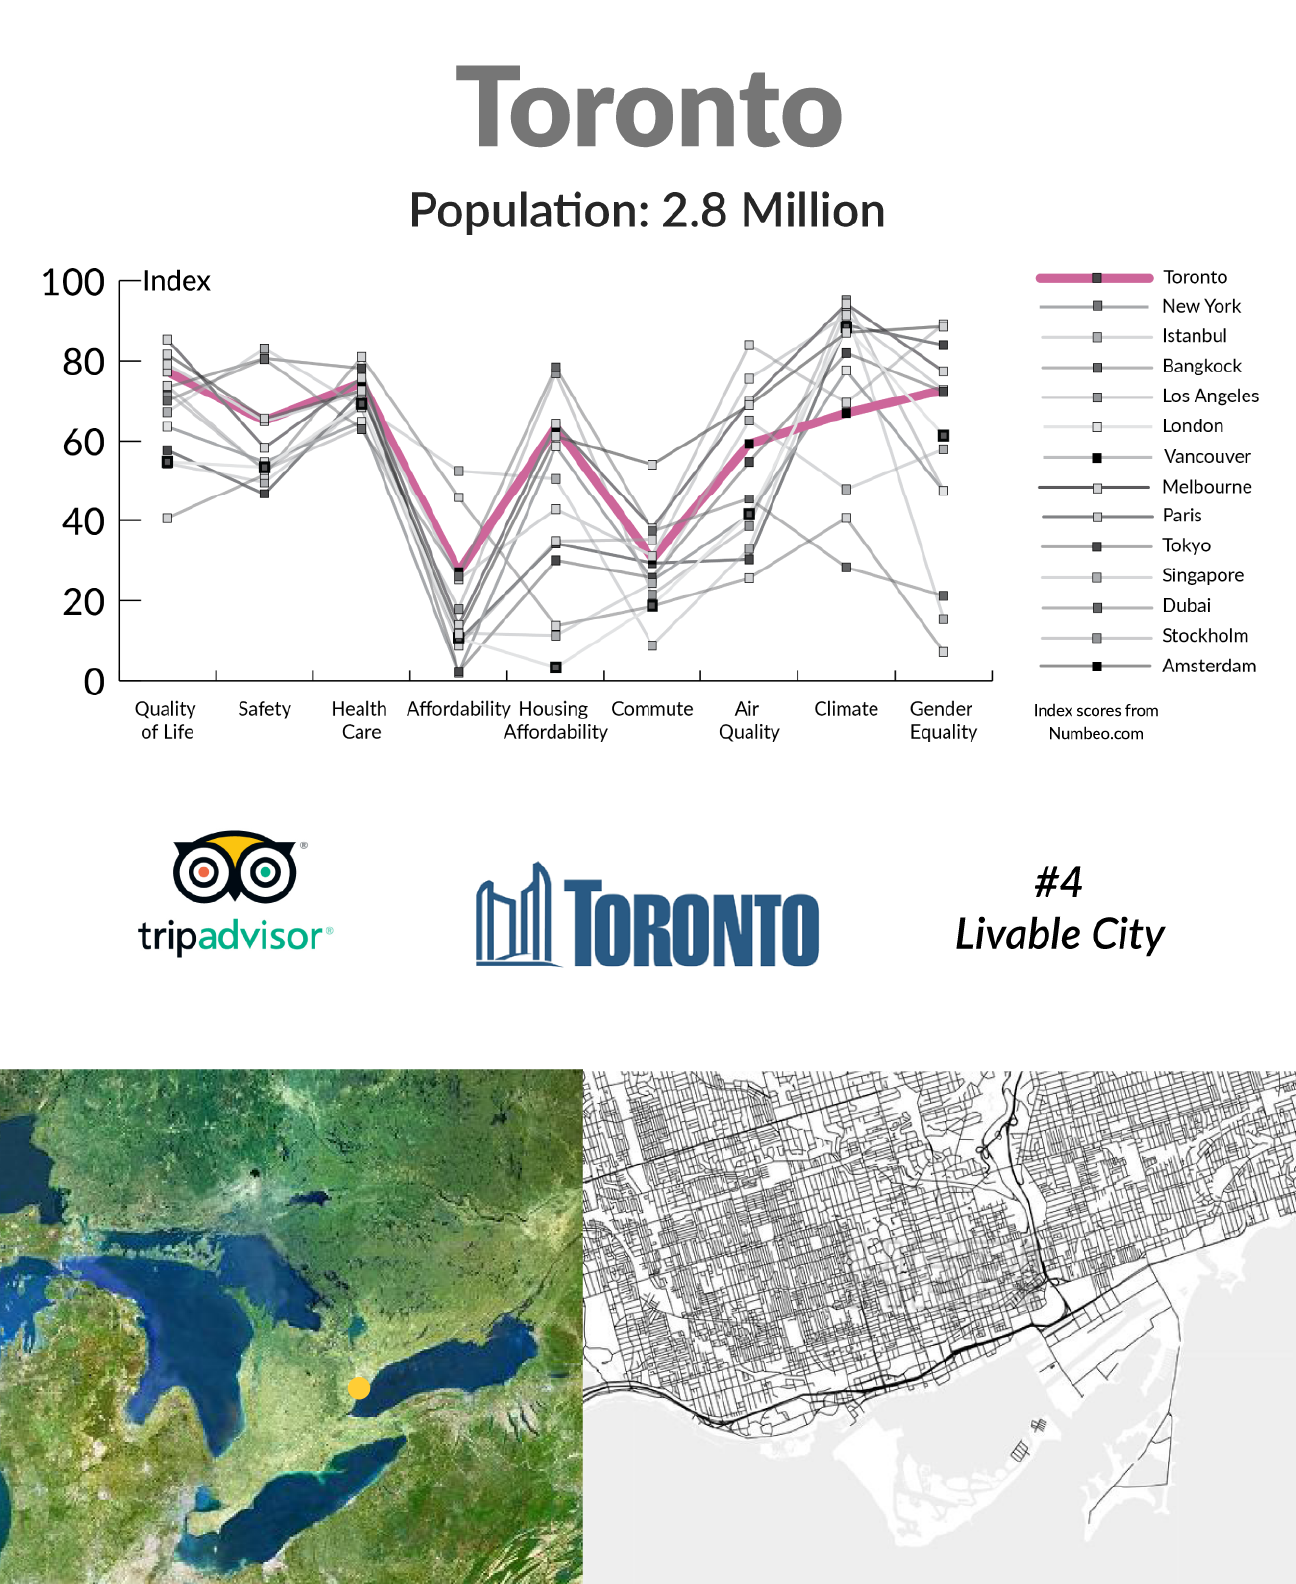 Toronto
Population: 2.8 Million
100
Index
80
60
40
20
0
Quality
of Life
Safety
Health
Care
Affordability
Housing
Affordability
Commute
Air
Quality
Climate
Gender
Equality
Toronto
New York
Istanbul
Bangkock
Los Angeles
London
Vancouver
Melbourne
Paris
Tokyo
Singapore
Dubai
Stockholm
Amsterdam
Index scores from
Numbeo.com
tripadvisor®
TORONTO
#4
Livable City